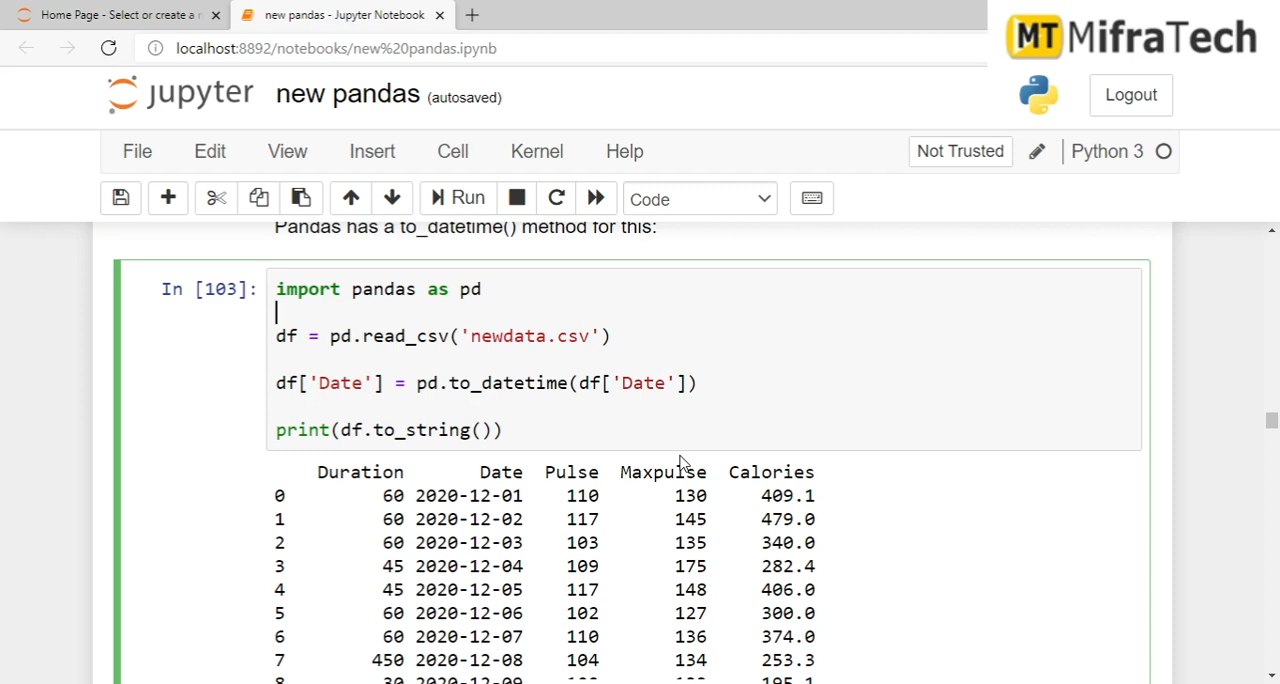 Home Page - Select or create a
new pandas - Jupyter Notebook
MT MifraTech
localhost:8892/notebooks/new%20pandas.ipynb
jupyter new pandas (autosaved)
Logout
File Edit View Insert Cell Kernel Help Not Trusted Python 3
Run Code
Pandas has a to_datetime() method for this:
In [103]: import pandas as pd
df = pd.read_csv('newdata.csv')
df['Date'] = pd.to_datetime(df['Date'])
print(df.to_string())
Duration Date Pulse Maxpulse Calories
0 60 2020-12-01 110 130 409.1
1 60 2020-12-02 117 145 479.0
2 60 2020-12-03 103 135 340.0
3 45 2020-12-04 109 175 282.4
4 45 2020-12-05 117 148 406.0
5 60 2020-12-06 102 127 300.0
6 60 2020-12-07 110 136 374.0
7 450 2020-12-08 104 134 253.3
8 30 2020-12-09 195.1